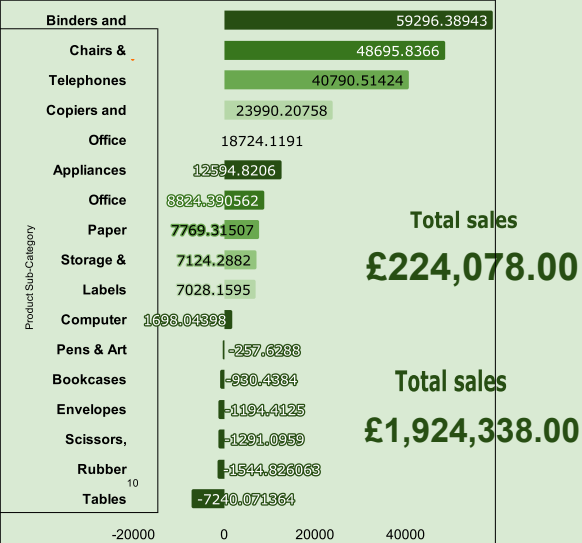 Binders and 59296.38943
Chairs & 48695.8366
Telephones 40790.51424
Copiers and 23990.20758
Office 18724.1191
Appliances 12594.8206
Office 8824.390562
Paper 7769.31507
Storage & 7124.2882
Labels 7028.1595
Computer 1698.04398
Pens & Art -257.6288
Bookcases -930.4384
Envelopes -1194.4125
Scissors, -1291.0959
Rubber -1544.826063
10
Tables -7240.071364
-20000 0 20000 40000
Product Sub-Category
Total sales
£224,078.00
Total sales
£1,924,338.00